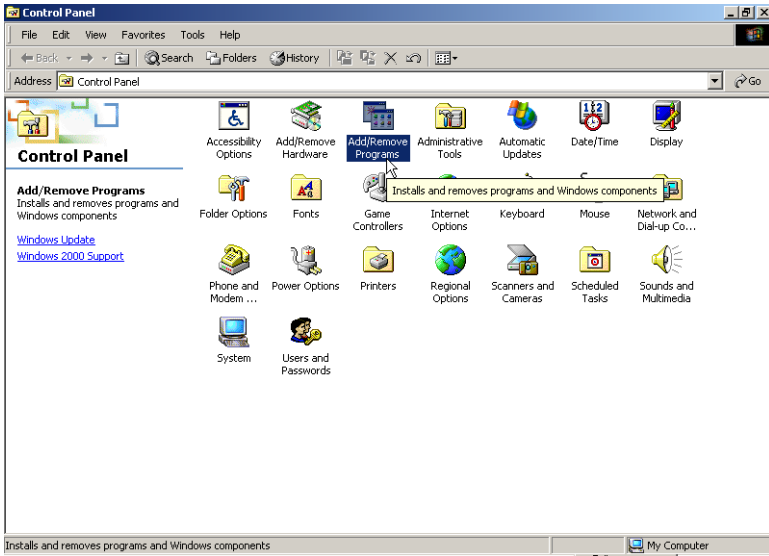 Control Panel
File Edit View Favorites Tools Help
Back Search Folders History
Address Control Panel Go
Control Panel
Add/Remove Programs
Installs and removes programs and
Windows components
Windows Update
Windows 2000 Support
Accessibility
Options
Add/Remove
Hardware
Add/Remove
Programs
Administrative
Tools
Automatic
Updates
Date/Time
Display
Installs and removes programs and Windows components
Folder Options
Fonts
Game
Controllers
Internet
Options
Keyboard
Mouse
Network and
Dial-up Co...
Phone and
Modem ...
Power Options
Printers
Regional
Options
Scanners and
Cameras
Scheduled
Tasks
Sounds and
Multimedia
System
Users and
Passwords
Installs and removes programs and Windows components
My Computer